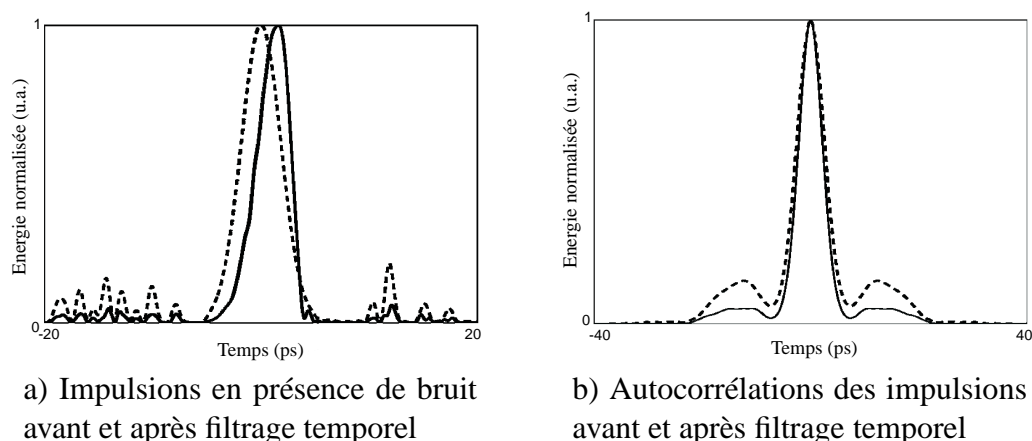 1
Energie normalisée (u.a.)
0
-20
20
Temps (ps)
a) Impulsions en présence de bruit
avant et après filtrage temporel
1
Energie normalisée (u.a.)
0
-40
40
Temps (ps)
b) Autocorrélations des impulsions
avant et après filtrage temporel